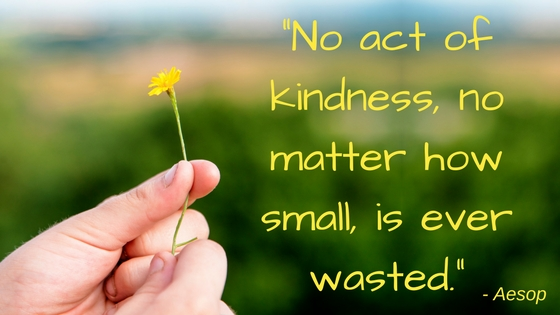 "No act of
kindness, no
matter how
small, is ever
wasted."
- Aesop